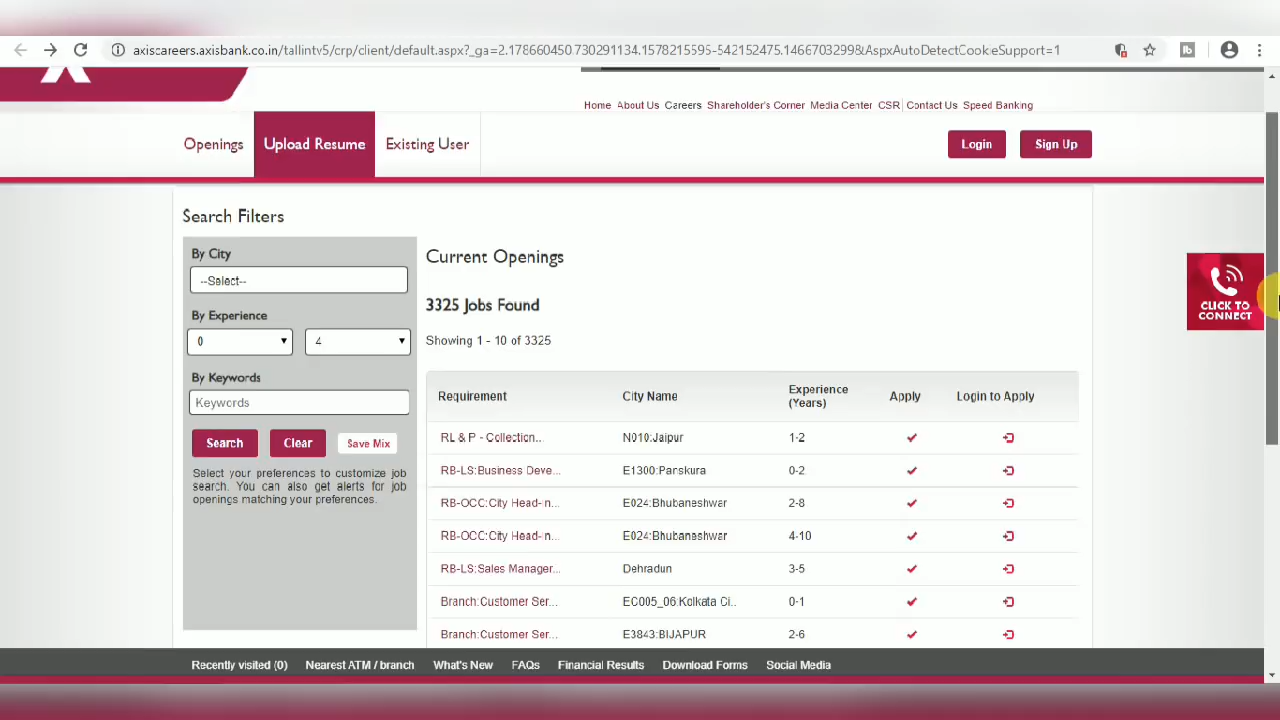 axiscareers.axisbank.co.in/tallintv5/crp/client/default.aspx?_ga=2.178660450.730291134.1578215595-542152475.1466703299&AspxAutoDetectCookieSupport=1
Home About Us Careers Shareholder's Corner Media Center CSR Contact Us Speed Banking
Openings Upload Resume Existing User Login Sign Up
Search Filters
By City
--Select--
By Experience
0 4
By Keywords
Keywords
Search Clear Save Mix
Select your preferences to customize job
search. You can also get alerts for job
openings matching your preferences.
Current Openings
3325 Jobs Found
Showing 1 - 10 of 3325
Requirement City Name Experience (Years) Apply Login to Apply
RL & P - Collection... N010:Jaipur 1-2
RB-LS:Business Deve... E1300:Panskura 0-2
RB-OCC:City Head-In... E024:Bhubaneshwar 2-8
RB-OCC:City Head-In... E024:Bhubaneshwar 4-10
RB-LS:Sales Manager... Dehradun 3-5
Branch:Customer Ser... EC005_06:Kolkata Ci.. 0-1
Branch:Customer Ser... E3843:BIJAPUR 2-6
CLICK TO
CONNECT
Recently visited (0) Nearest ATM / branch What's New FAQs Financial Results Download Forms Social Media